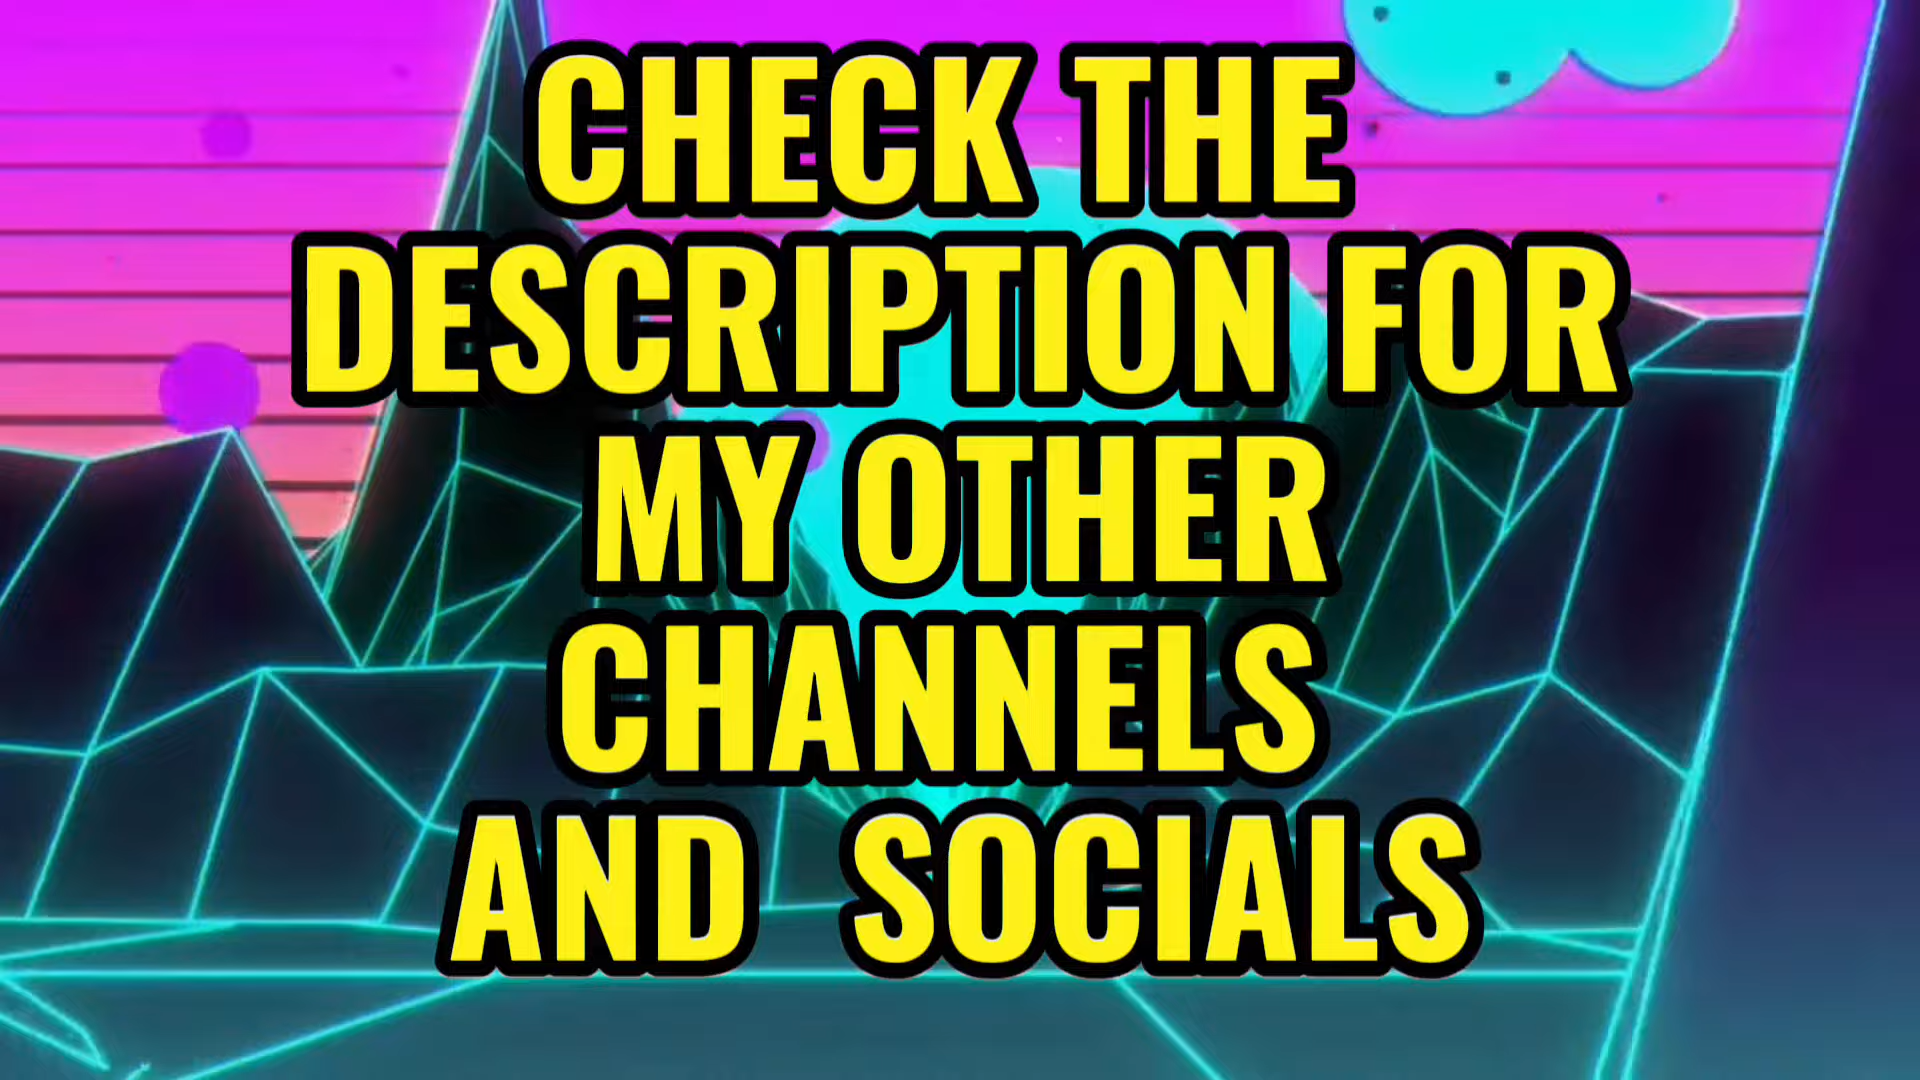 CHECK THE
DESCRIPTION FOR
MY OTHER
CHANNELS
AND SOCIALS